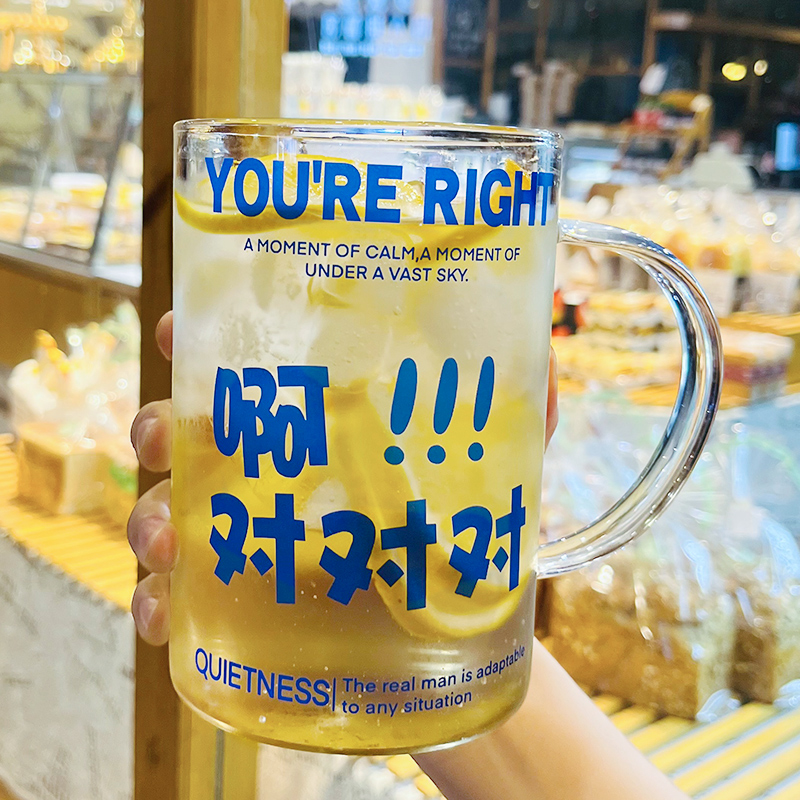 YOU'RE RIGHT
A MOMENT OF CALM,A MOMENT OF
UNDER A VAST SKY.
啊 !!!
对对对
QUIETNESS| The real man is adaptable
to any situation